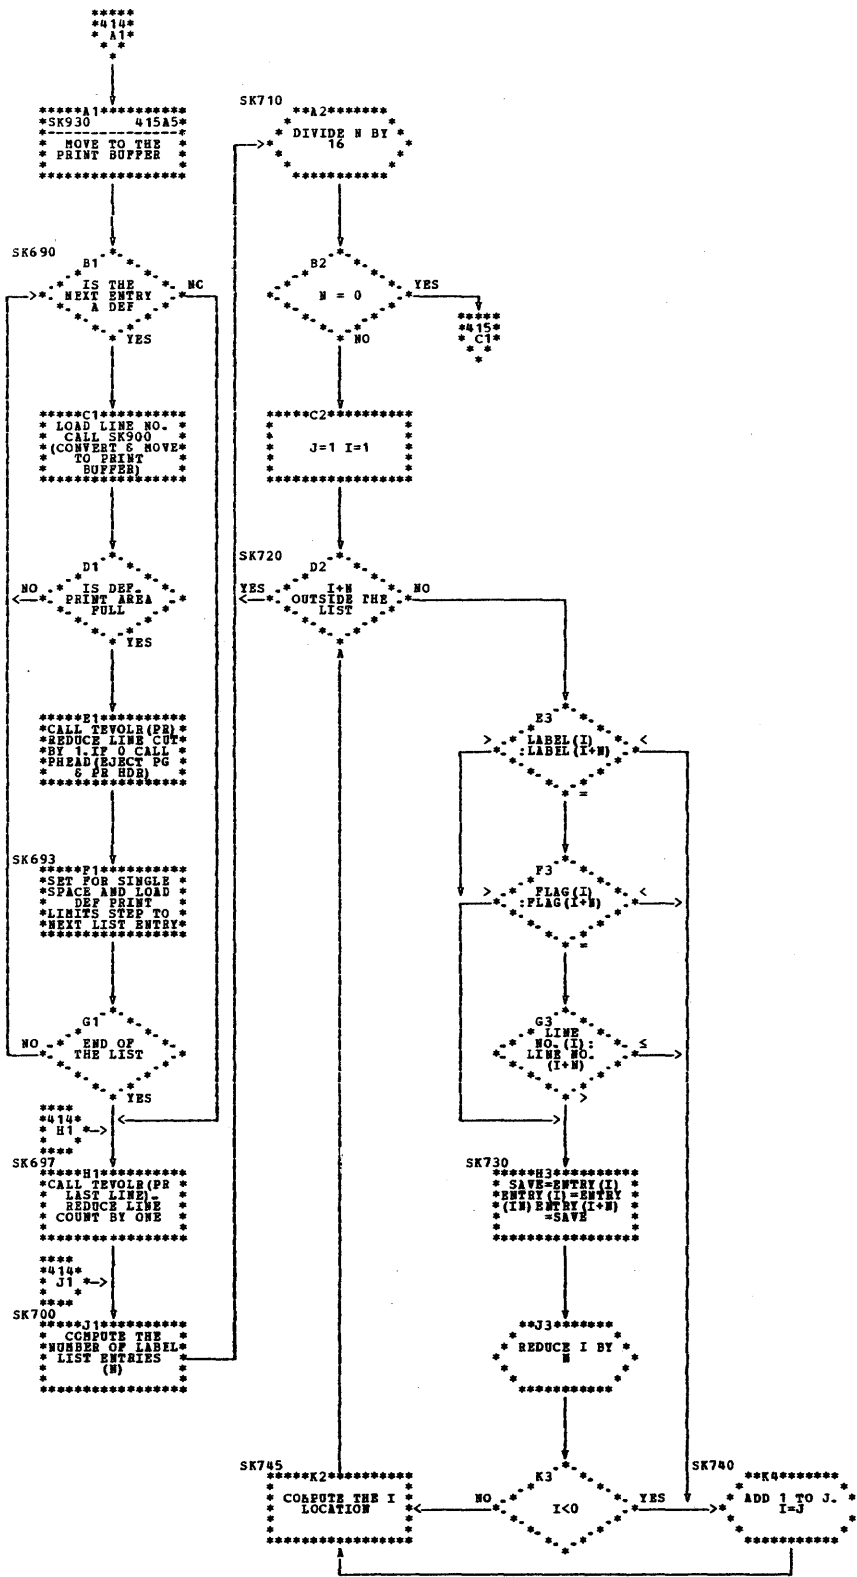 414
A1
A1
SK930 415A5
MOVE TO THE
PRINT BUFFER
SK690
B1
IS THE
NEXT ENTRY
A DEF
NC
YES
C1
LOAD LINE NO.
CALL SK900
(CONVERT & MOVE
TO PRINT
BUFFER)
D1
IS DEF.
PRINT AREA
FULL
NO
YES
E1
CALL TEVOLR(PR)
REDUCE LINE CUT
BY 1.IF 0 CALL
PHEAD(EJECT PG
& PR HDR)
SK693
F1
SET FOR SINGLE
SPACE AND LOAD
DEF PRINT
LIMITS STEP TO
NEXT LIST ENTRY
G1
END OF
THE LIST
NO
YES
414
H1
SK697
H1
CALL TEVOLR(PR
LAST LINE).
REDUCE LINE
COUNT BY ONE
414
J1
SK700
J1
COMPUTE THE
NUMBER OF LABEL
LIST ENTRIES
(N)
SK710
A2
DIVIDE N BY
16
B2
N = 0
YES
NO
415
C1
C2
J=1 I=1
SK720
D2
I+N
OUTSIDE THE
LIST
YES
NO
E3
LABEL(I)
:LABEL(I+N)
>
<
=
F3
FLAG(I)
:FLAG(I+N)
>
<
=
G3
LINE
NO.(I):
LINE NO.
(I+N)
≤
>
SK730
H3
SAVE=ENTRY(I)
ENTRY(I)=ENTRY
(IN)ENTRY(I+N)
=SAVE
J3
REDUCE I BY
N
K3
I<0
NO
YES
SK745
K2
COMPUTE THE I
LOCATION
SK740
K4
ADD 1 TO J.
I=J